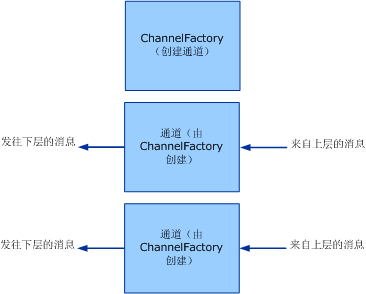 ChannelFactory
（创建通道）
通道（由
发往下层的消息
ChannelFactory
来自上层的消息
创建）
通道（由
发往下层的消息
ChannelFactory
来自上层的消息
创建）